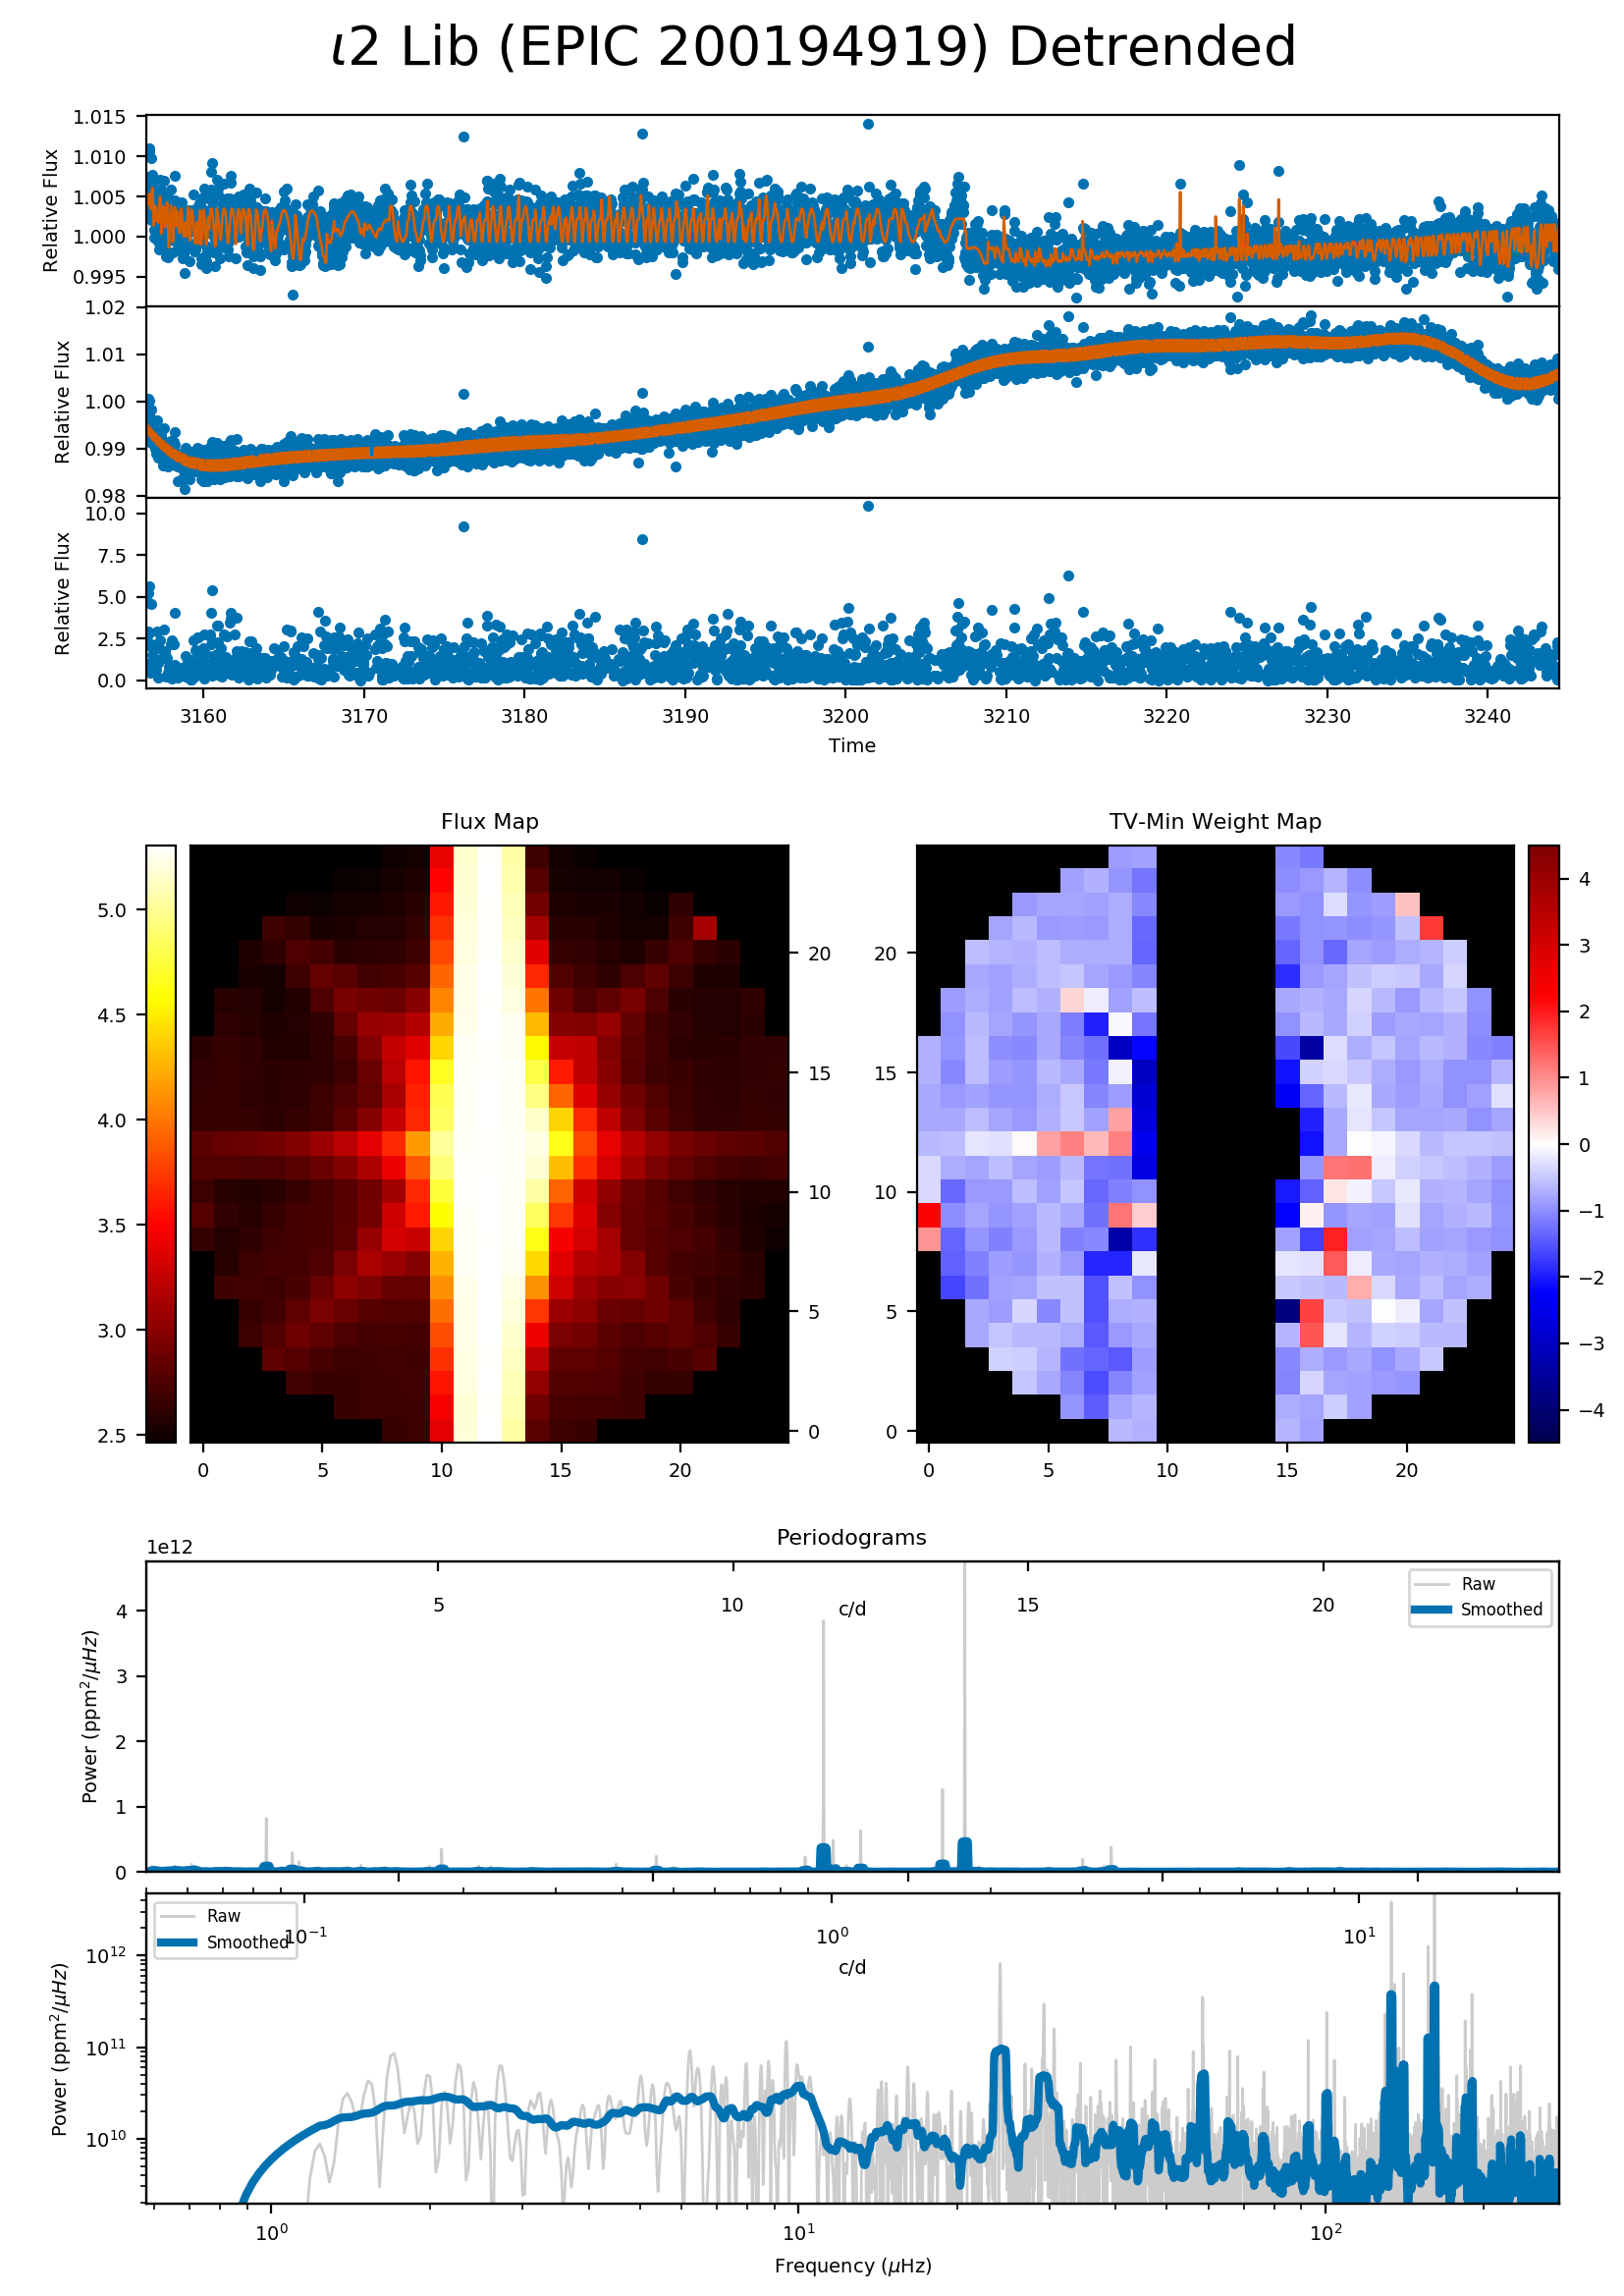 ι2 Lib (EPIC 200194919) Detrended
1.015
1.010
1.005
1.000
0.995
Relative Flux
1.02
1.01
1.00
0.99
0.98
Relative Flux
10.0
7.5
5.0
2.5
0.0
Relative Flux
3160 3170 3180 3190 3200 3210 3220 3230 3240
Time
Flux Map
5.0
4.5
4.0
3.5
3.0
2.5
20
15
10
5
0
0 5 10 15 20
TV-Min Weight Map
20
15
10
5
0
0 5 10 15 20
4
3
2
1
0
−1
−2
−3
−4
Periodograms
1e12
5 10 15 20
c/d
Raw
Smoothed
4
3
2
1
0
Power (ppm²/μHz)
Raw
Smoothed
10⁻¹ 10⁰ 10¹
c/d
10¹²
10¹¹
10¹⁰
Power (ppm²/μHz)
10⁰ 10¹ 10²
Frequency (μHz)